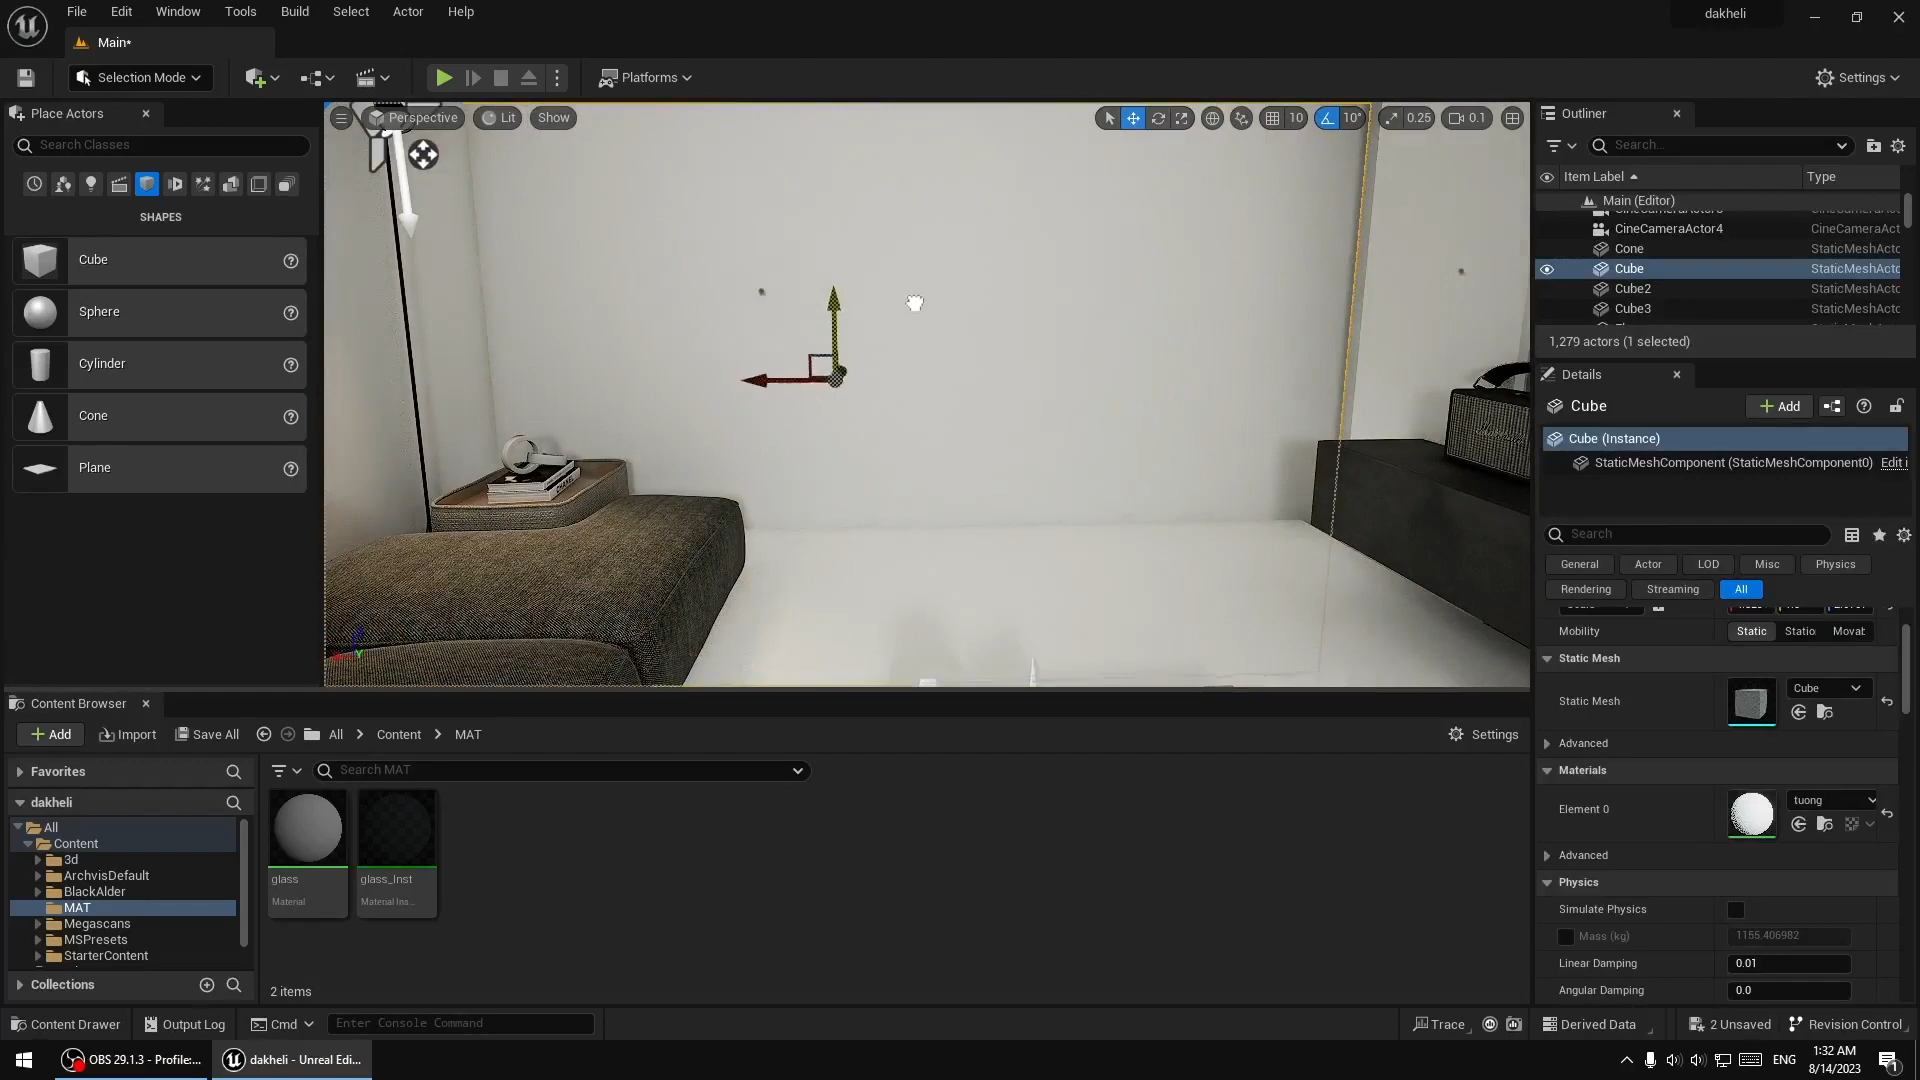 File Edit Window Tools Build Select Actor Help
dakheli
Main*
Selection Mode
Platforms
Settings
Place Actors
Search Classes
SHAPES
Cube
Sphere
Cylinder
Cone
Plane
Perspective Lit Show
10 10° 0.25 0.1
Outliner
Search...
Item Label Type
Main (Editor)
CineCameraActor4 CineCameraAct
Cone StaticMeshActo
Cube StaticMeshActo
Cube2 StaticMeshActo
Cube3 StaticMeshActo
1,279 actors (1 selected)
Details
Cube
Add
Cube (Instance)
StaticMeshComponent (StaticMeshComponent0) Edit i
Search
General Actor LOD Misc Physics
Rendering Streaming All
Mobility Static Statio Movat
Static Mesh
Static Mesh Cube
Advanced
Materials
Element 0 tuong
Advanced
Physics
Simulate Physics
Mass (kg) 1155.406982
Linear Damping 0.01
Angular Damping 0.0
Content Browser
Add Import Save All All Content MAT Settings
Favorites
dakheli
All
Content
3d
ArchvisDefault
BlackAlder
MAT
Megascans
MSPresets
StarterContent
Collections
Search MAT
glass
Material
glass_Inst
Material Ins...
2 items
Content Drawer Output Log Cmd Enter Console Command Trace Derived Data 2 Unsaved Revision Control
OBS 29.1.3 - Profile:... dakheli - Unreal Edi... ENG 1:32 AM
8/14/2023
1